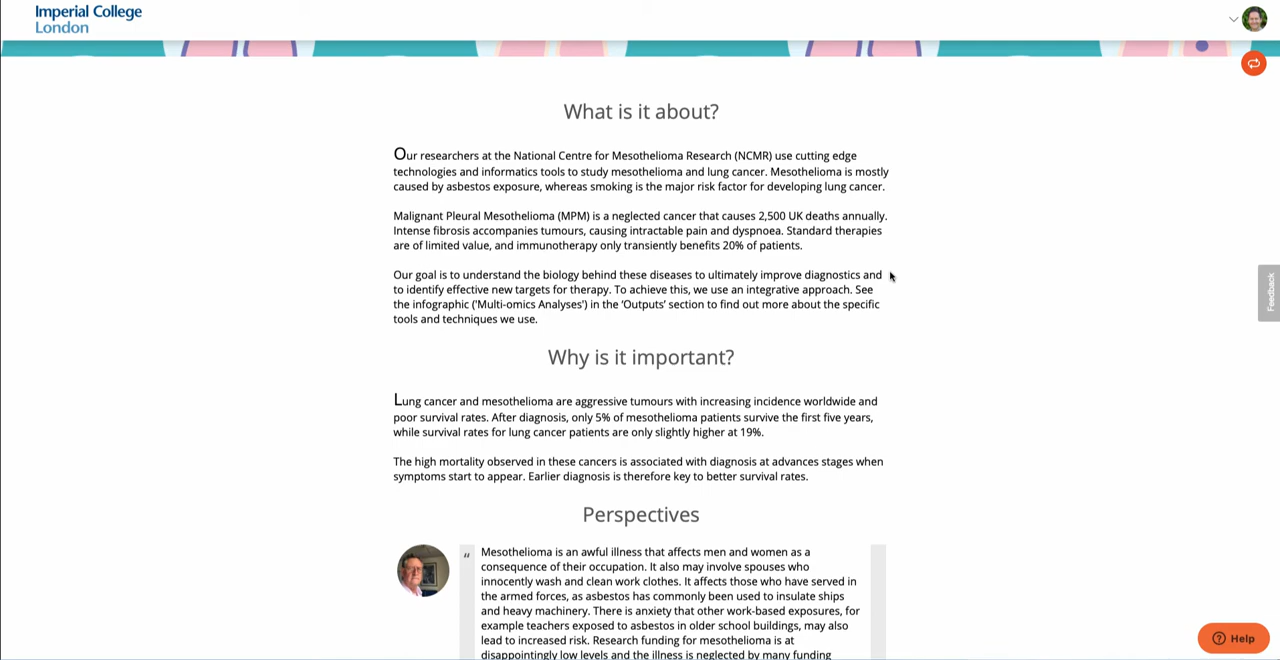 Imperial College
London
What is it about?
Our researchers at the National Centre for Mesothelioma Research (NCMR) use cutting edge
technologies and informatics tools to study mesothelioma and lung cancer. Mesothelioma is mostly
caused by asbestos exposure, whereas smoking is the major risk factor for developing lung cancer.
Malignant Pleural Mesothelioma (MPM) is a neglected cancer that causes 2,500 UK deaths annually.
Intense fibrosis accompanies tumours, causing intractable pain and dyspnoea. Standard therapies
are of limited value, and immunotherapy only transiently benefits 20% of patients.
Our goal is to understand the biology behind these diseases to ultimately improve diagnostics and
to identify effective new targets for therapy. To achieve this, we use an integrative approach. See
the infographic ('Multi-omics Analyses') in the ‘Outputs’ section to find out more about the specific
tools and techniques we use.
Feedback
Why is it important?
Lung cancer and mesothelioma are aggressive tumours with increasing incidence worldwide and
poor survival rates. After diagnosis, only 5% of mesothelioma patients survive the first five years,
while survival rates for lung cancer patients are only slightly higher at 19%.
The high mortality observed in these cancers is associated with diagnosis at advances stages when
symptoms start to appear. Earlier diagnosis is therefore key to better survival rates.
Perspectives
“ Mesothelioma is an awful illness that affects men and women as a
consequence of their occupation. It also may involve spouses who
innocently wash and clean work clothes. It affects those who have served in
the armed forces, as asbestos has commonly been used to insulate ships
and heavy machinery. There is anxiety that other work-based exposures, for
example teachers exposed to asbestos in older school buildings, may also
lead to increased risk. Research funding for mesothelioma is at
disappointingly low levels and the illness is neglected by many funding
Help